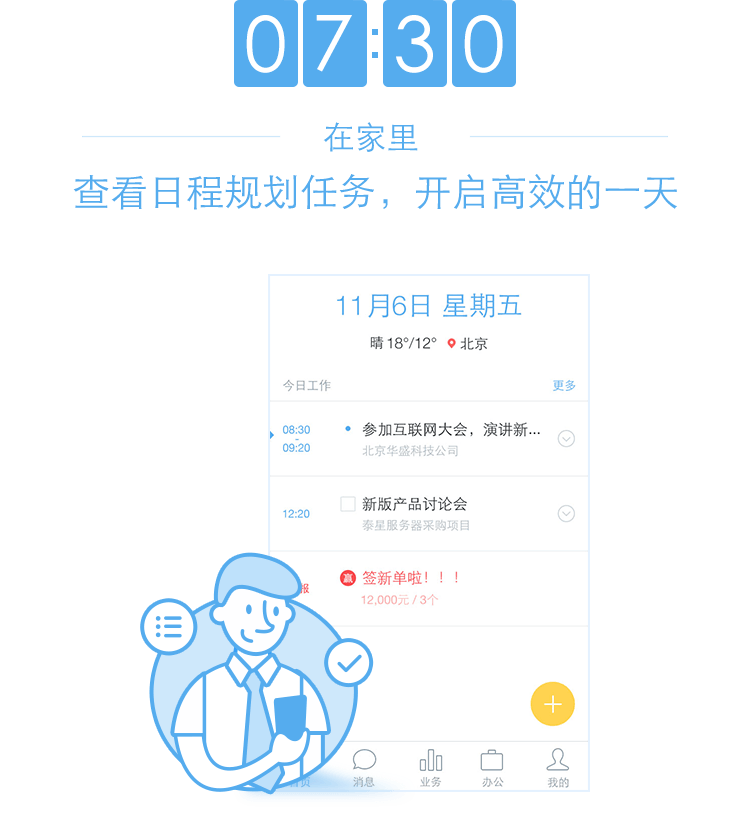 07:30
在家里
查看日程规划任务，开启高效的一天
11月6日 星期五
晴 18°/12° 北京
今日工作 更多
08:30 - 09:20 参加互联网大会，演讲新...
北京华盛科技公司
12:20 新版产品讨论会
泰星服务器采购项目
报 赢 签新单啦！！！
12,000元 / 3个
消息 业务 办公 我的